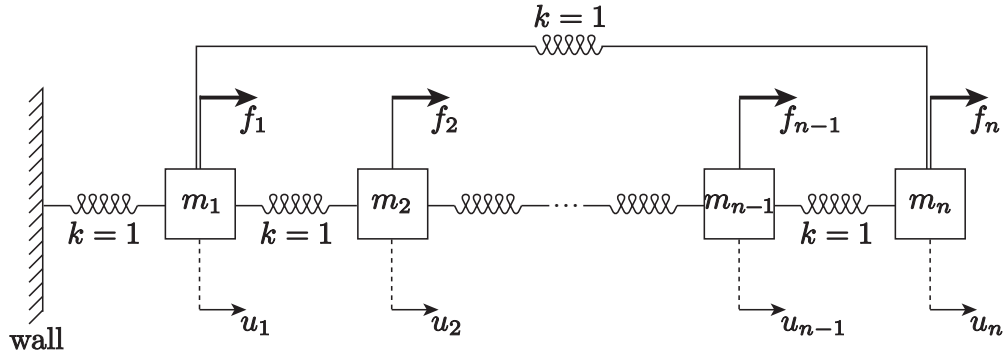 k = 1
f₁ f₂ fₙ₋₁ fₙ
m₁ m₂ ··· mₙ₋₁ mₙ
k = 1 k = 1 k = 1
u₁ u₂ uₙ₋₁ uₙ
wall